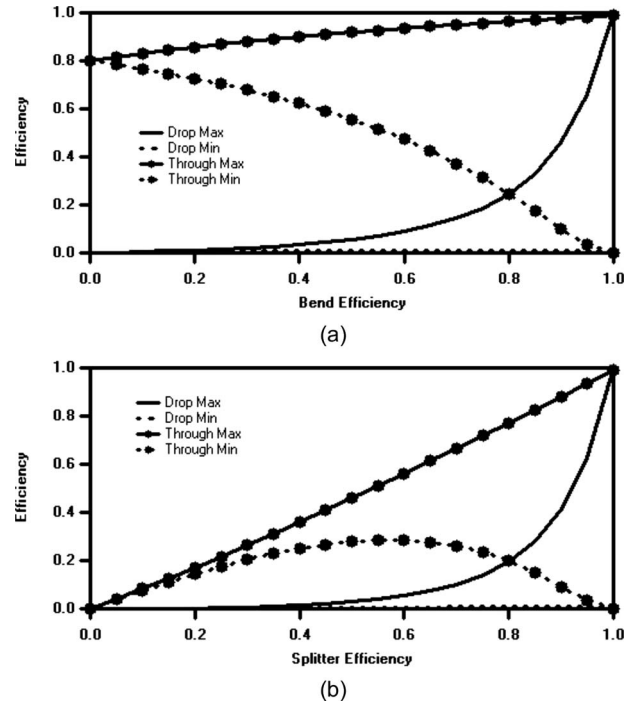 1.0
0.8
0.6
0.4
0.2
0.0
Efficiency
Drop Max
Drop Min
Through Max
Through Min
0.0 0.2 0.4 0.6 0.8 1.0
Bend Efficiency
(a)
1.0
0.8
0.6
0.4
0.2
0.0
Efficiency
Drop Max
Drop Min
Through Max
Through Min
0.0 0.2 0.4 0.6 0.8 1.0
Splitter Efficiency
(b)